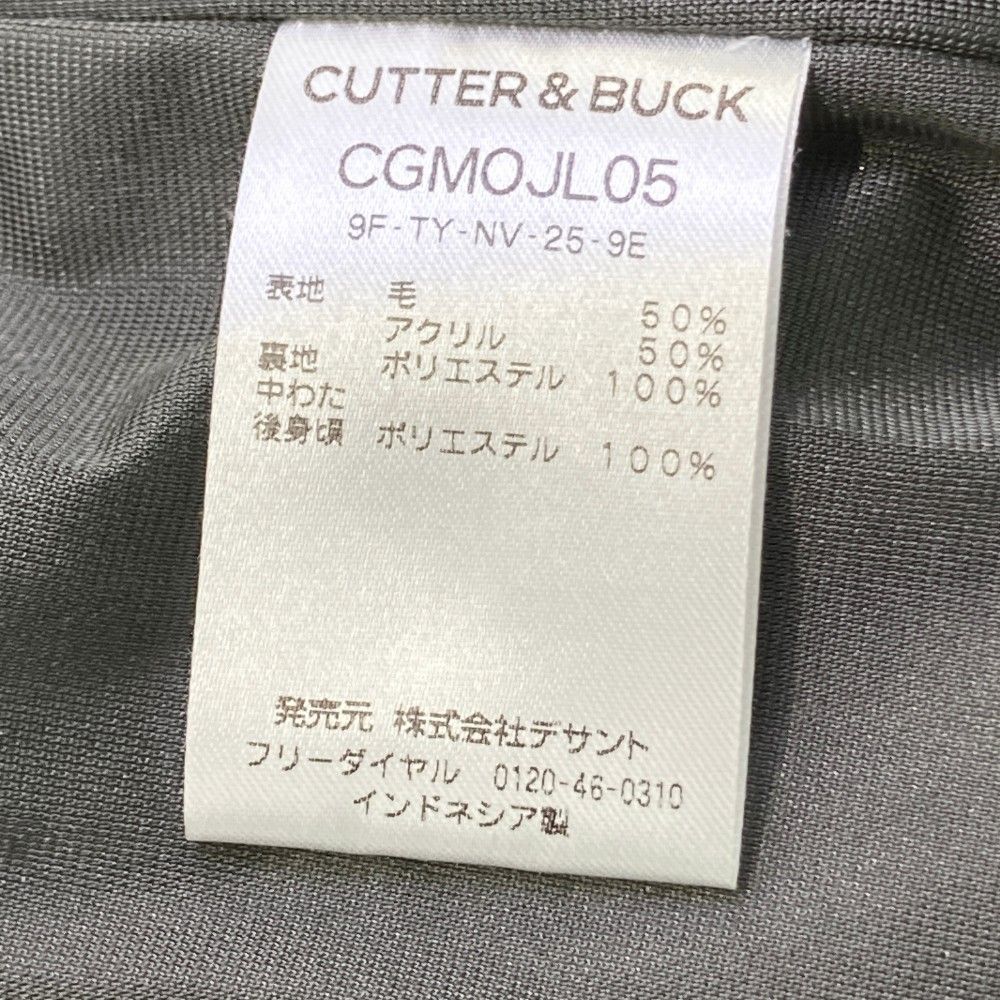 CUTTER & BUCK
CGMOJL05
9F-TY-NV-25-9E
表地 毛 50%
アクリル 50%
裏地 ポリエステル 100%
中わた
後身頃 ポリエステル 100%
発売元 株式会社デサント
フリーダイヤル 0120-46-0310
インドネシア製